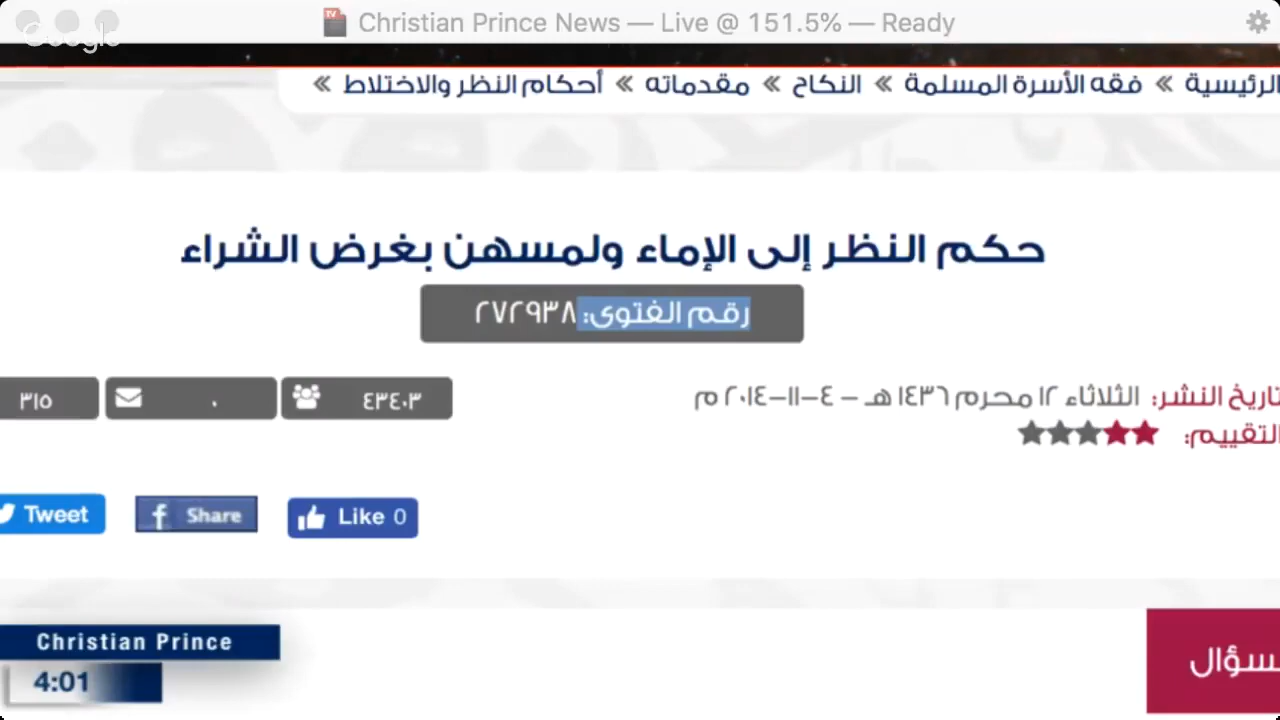 Christian Prince News — Live @ 151.5% — Ready
Google
الرئيسية » فقه الأسرة المسلمة » النكاح » مقدماته » أحكام النظر والاختلاط »
حكم النظر إلى الإماء ولمسهن بغرض الشراء
رقم الفتوى: ٢٧٢٩٣٨
تاريخ النشر: الثلاثاء ١٢ محرم ١٤٣٦ هـ – ٤-١١-٢٠١٤ م
٤٣٤٠٣ ٠ ٣١٥
التقييم:
Tweet Share Like 0
Christian Prince
4:01
السؤال